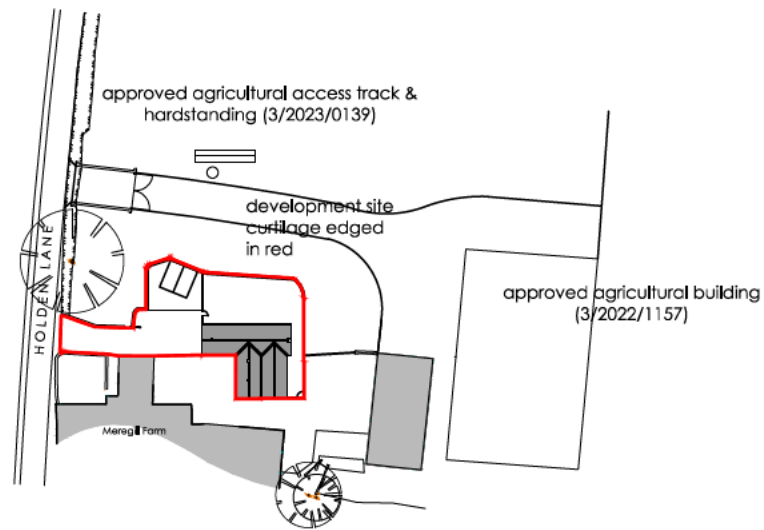 approved agricultural access track &
hardstanding (3/2023/0139)
development site
curtilage edged
in red
HOLDEN LANE
approved agricultural building
(3/2022/1157)
Meregill Farm